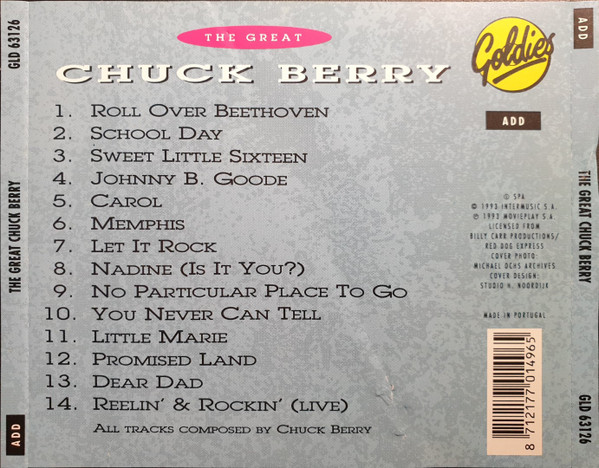 GLD 63126
THE GREAT CHUCK BERRY
ADD
THE GREAT
CHUCK BERRY
1. ROLL OVER BEETHOVEN
2. SCHOOL DAY
3. SWEET LITTLE SIXTEEN
4. JOHNNY B. GOODE
5. CAROL
6. MEMPHIS
7. LET IT ROCK
8. NADINE (IS IT YOU?)
9. NO PARTICULAR PLACE TO GO
10. YOU NEVER CAN TELL
11. LITTLE MARIE
12. PROMISED LAND
13. DEAR DAD
14. REELIN' & ROCKIN' (LIVE)
ALL TRACKS COMPOSED BY CHUCK BERRY
Goldies
ADD
© SPA
© 1993 INTERMUSIC S.A.
℗ 1993 MOVIEPLAY S.A
LICENSED FROM
BILLY CARR PRODUCTIONS/
RED DOG EXPRESS
COVER PHOTO:
MICHAEL OCHS ARCHIVES
COVER DESIGN:
STUDIO H. NOORDIJK
MADE IN PORTUGAL
8 712177 014965
ADD
THE GREAT CHUCK BERRY
GLD 63126